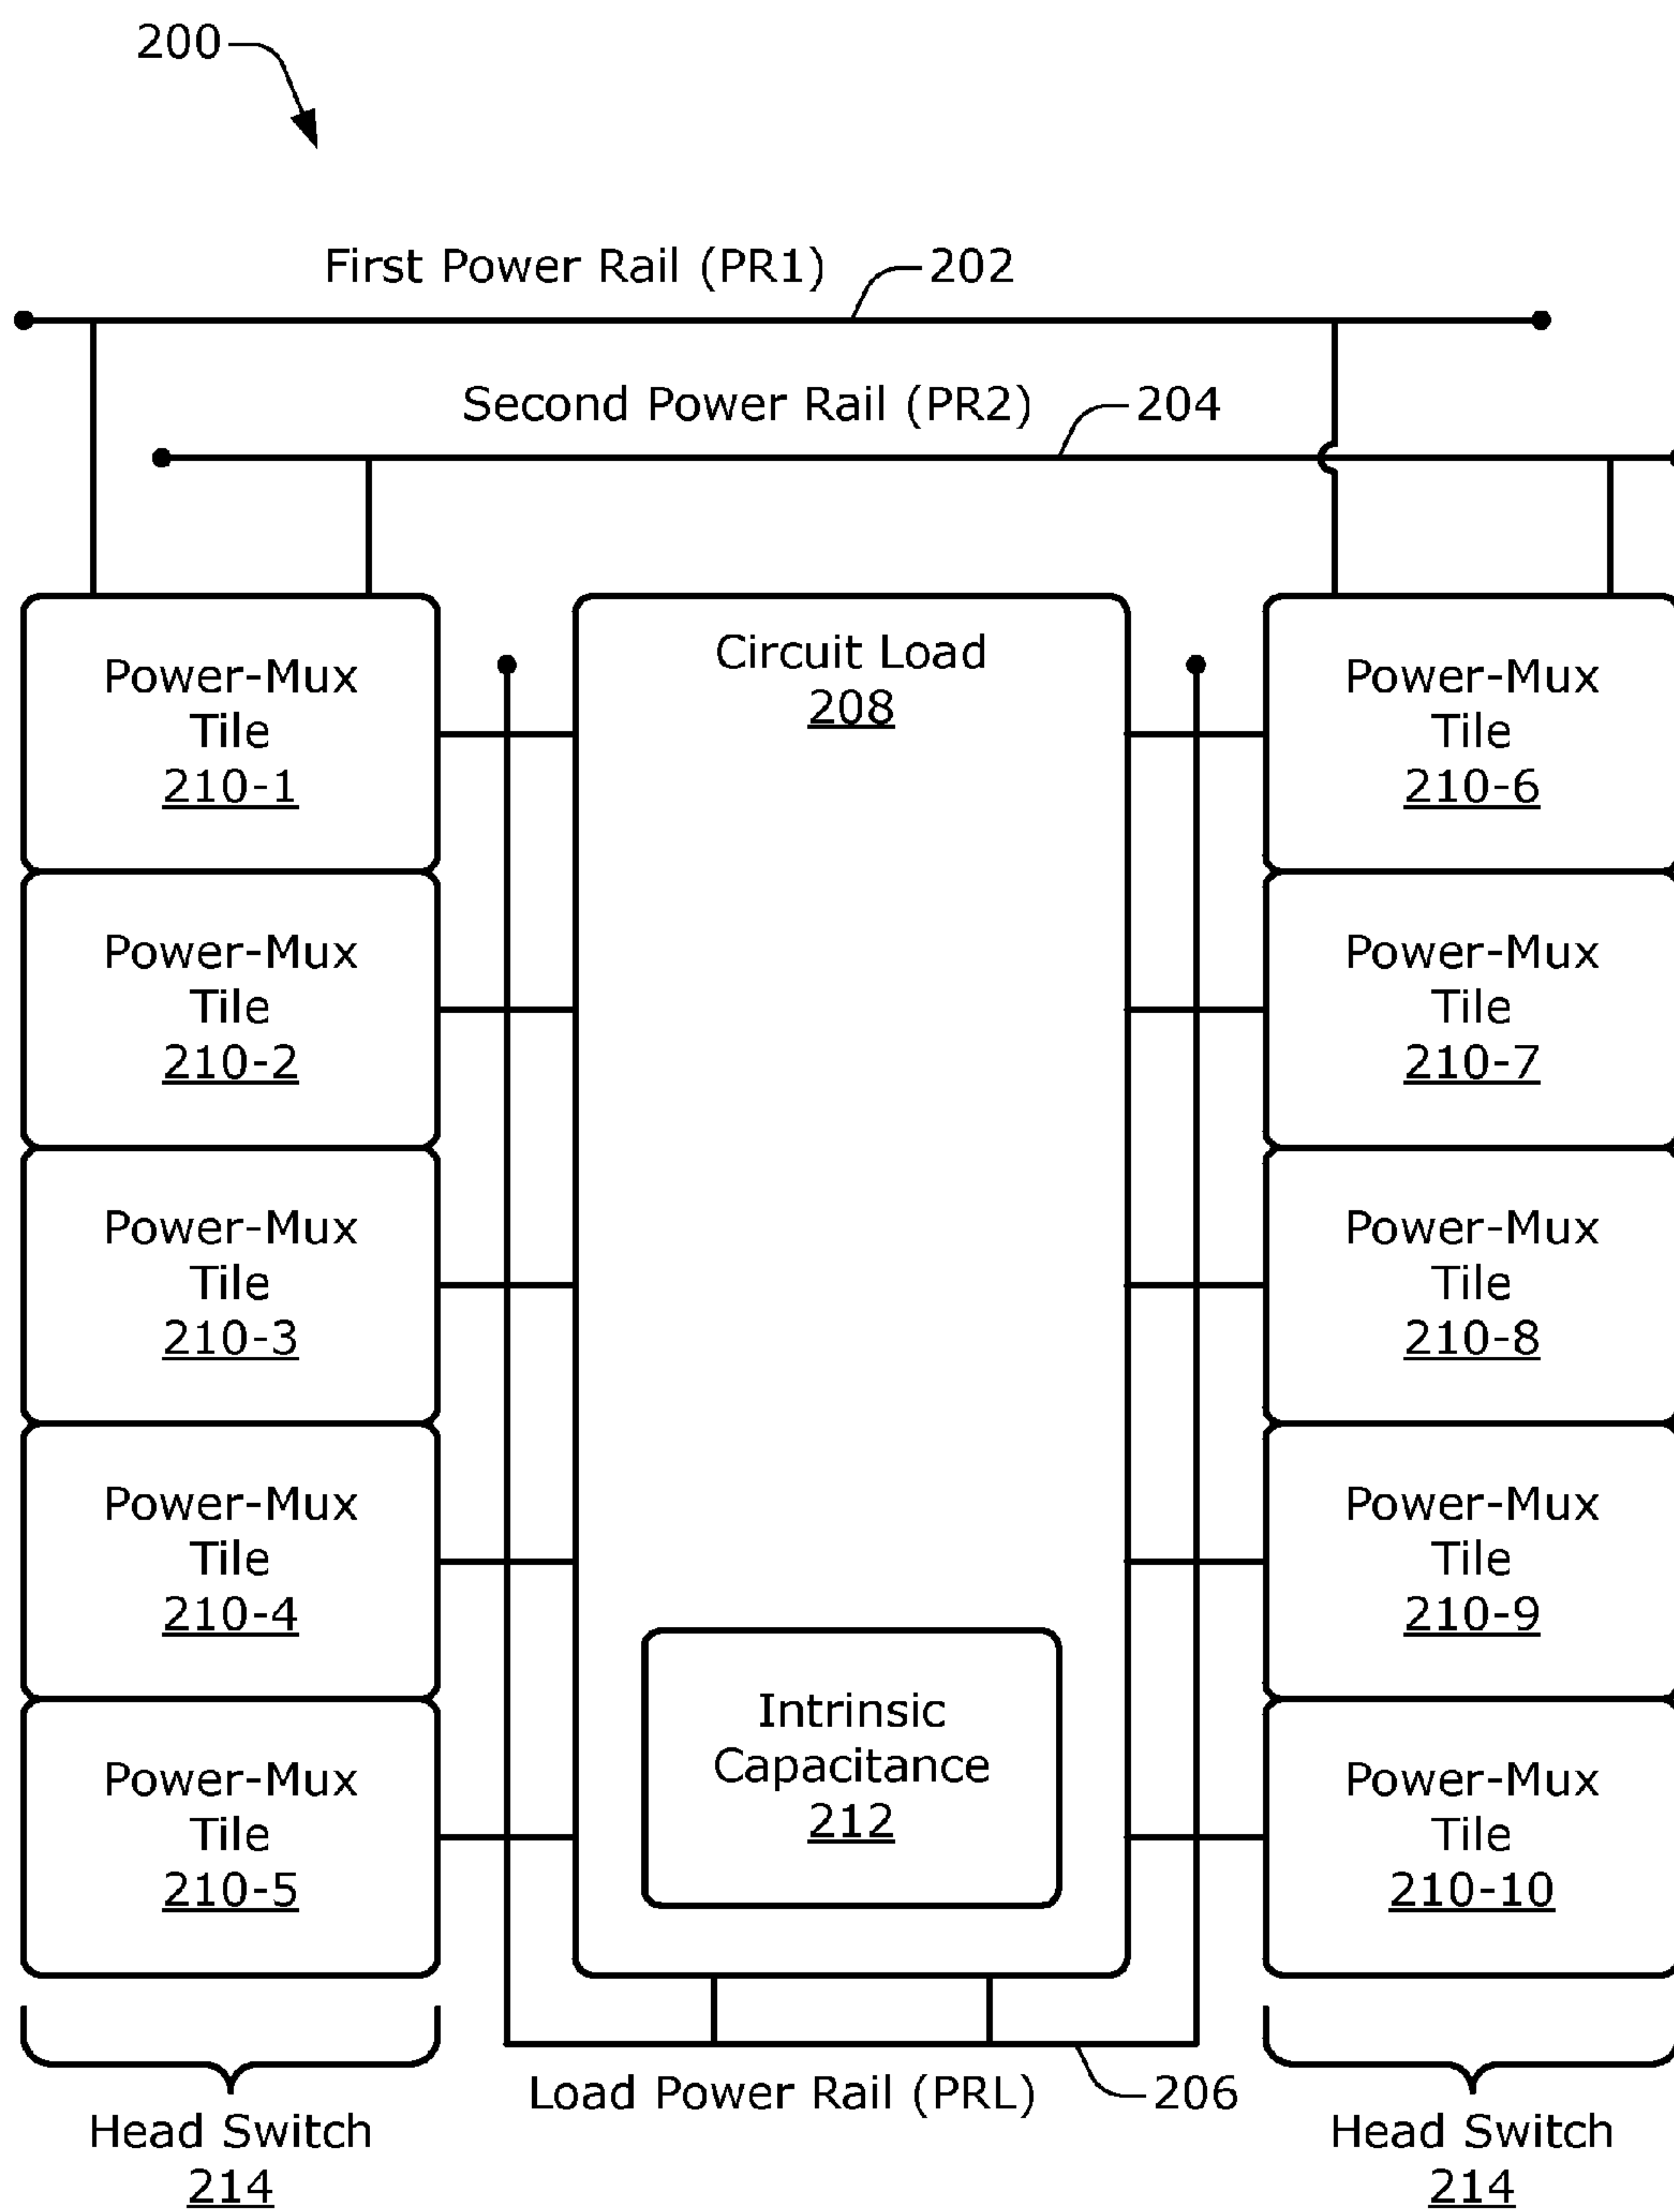 200
First Power Rail (PR1) 202
Second Power Rail (PR2) 204
Power-Mux
Tile
210-1
Power-Mux
Tile
210-2
Power-Mux
Tile
210-3
Power-Mux
Tile
210-4
Power-Mux
Tile
210-5
Head Switch
214
Circuit Load
208
Intrinsic
Capacitance
212
Load Power Rail (PRL) 206
Power-Mux
Tile
210-6
Power-Mux
Tile
210-7
Power-Mux
Tile
210-8
Power-Mux
Tile
210-9
Power-Mux
Tile
210-10
Head Switch
214